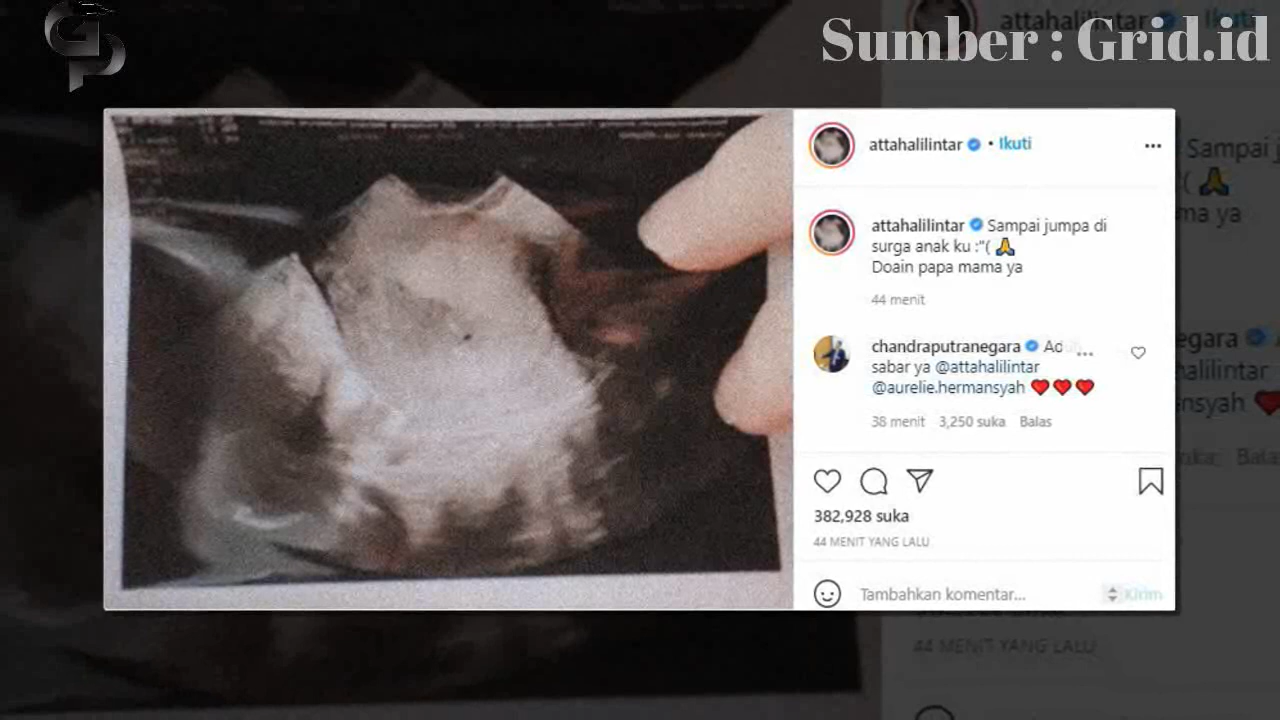 Sumber : Grid.id
attahalilintar • Ikuti
attahalilintar Sampai jumpa di
surga anak ku :"( 🙏
Doain papa mama ya
44 menit
chandraputranegara
sabar ya @attahalilintar
@aurelie.hermansyah ❤❤❤
38 menit 3,250 suka Balas
382,928 suka
44 MENIT YANG LALU
Tambahkan komentar...
Kirim